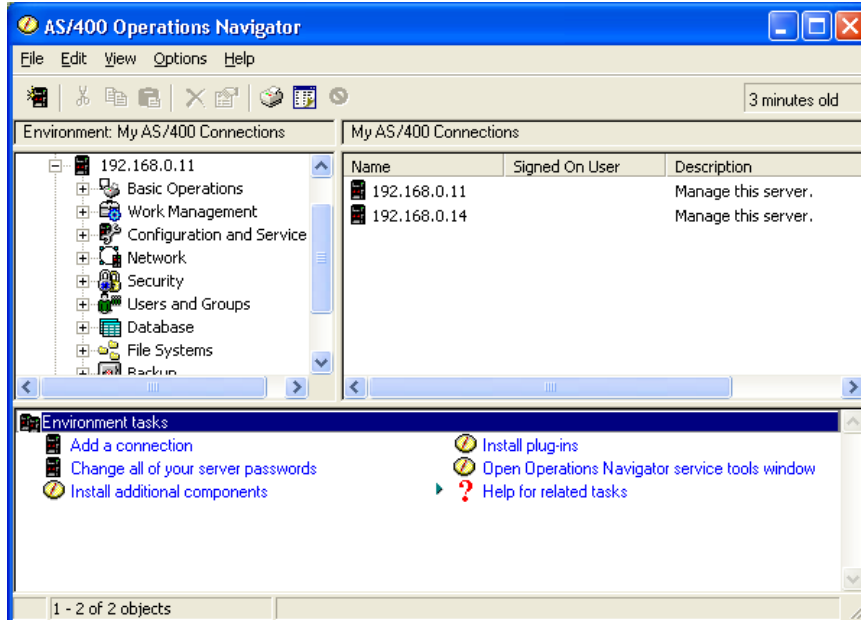 AS/400 Operations Navigator
File Edit View Options Help
3 minutes old
Environment: My AS/400 Connections
My AS/400 Connections
192.168.0.11
Basic Operations
Work Management
Configuration and Service
Network
Security
Users and Groups
Database
File Systems
Backup
Name Signed On User Description
192.168.0.11 Manage this server.
192.168.0.14 Manage this server.
Environment tasks
Add a connection
Change all of your server passwords
Install additional components
Install plug-ins
Open Operations Navigator service tools window
Help for related tasks
1 - 2 of 2 objects